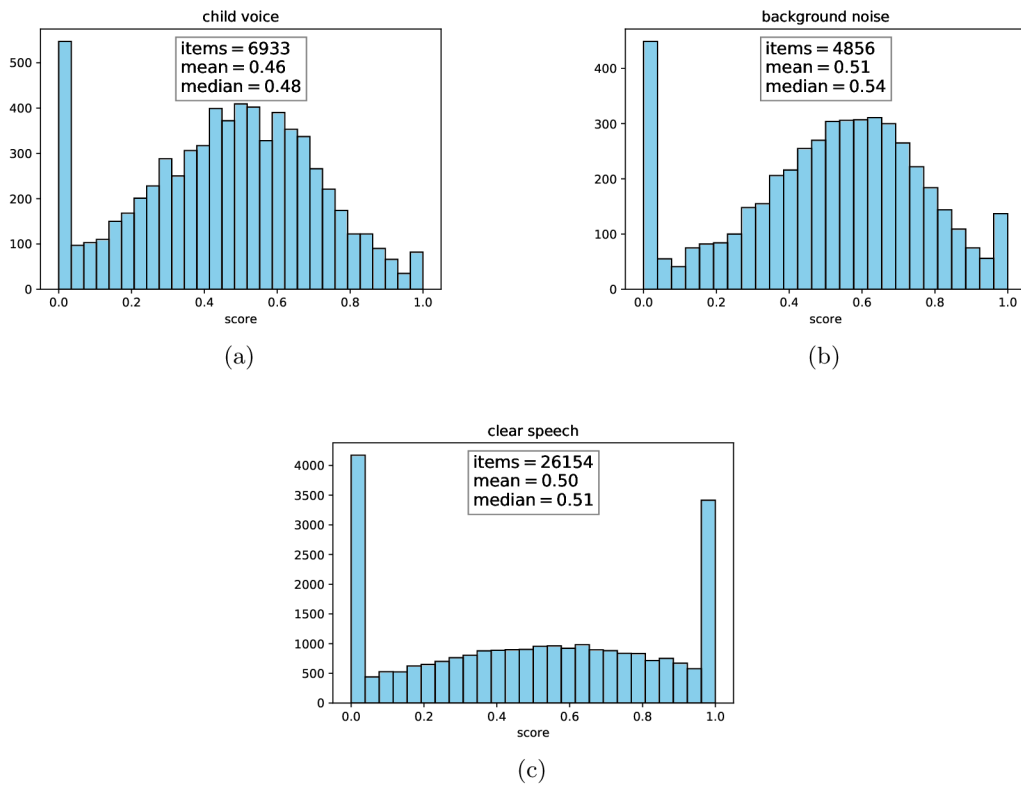 child voice
items = 6933
mean = 0.46
median = 0.48
500
400
300
200
100
0
0.0 0.2 0.4 0.6 0.8 1.0
score
(a)
background noise
items = 4856
mean = 0.51
median = 0.54
400
300
200
100
0
0.0 0.2 0.4 0.6 0.8 1.0
score
(b)
clear speech
items = 26154
mean = 0.50
median = 0.51
4000
3500
3000
2500
2000
1500
1000
500
0
0.0 0.2 0.4 0.6 0.8 1.0
score
(c)